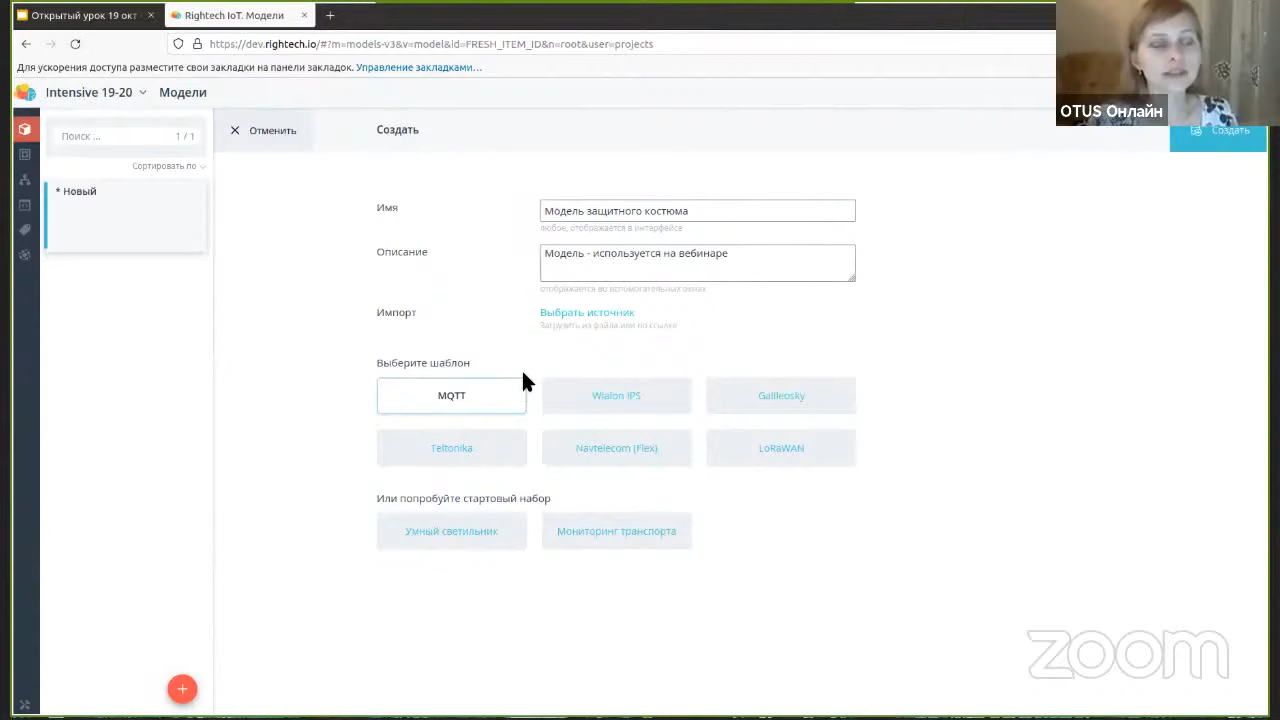 Открытый урок 19 окт
Rightech IoT. Модели
https://dev.rightech.io/#?m=models-v3&v=model&id=FRESH_ITEM_ID&n=root&user=projects
Для ускорения доступа разместите свои закладки на панели закладок. Управление закладками…
Intensive 19-20
Модели
OTUS Онлайн
Поиск ...
1 / 1
Отменить
Создать
Создать
Сортировать по
* Новый
Имя
Модель защитного костюма
любое, отображается в интерфейсе
Описание
Модель - используется на вебинаре
отображается во вспомогательных окнах
Импорт
Выбрать источник
Загрузить из файла или по ссылке
Выберите шаблон
MQTT
Wialon IPS
Galileosky
Teltonika
Navtelecom (Flex)
LoRaWAN
Или попробуйте стартовый набор
Умный светильник
Мониторинг транспорта
zoom